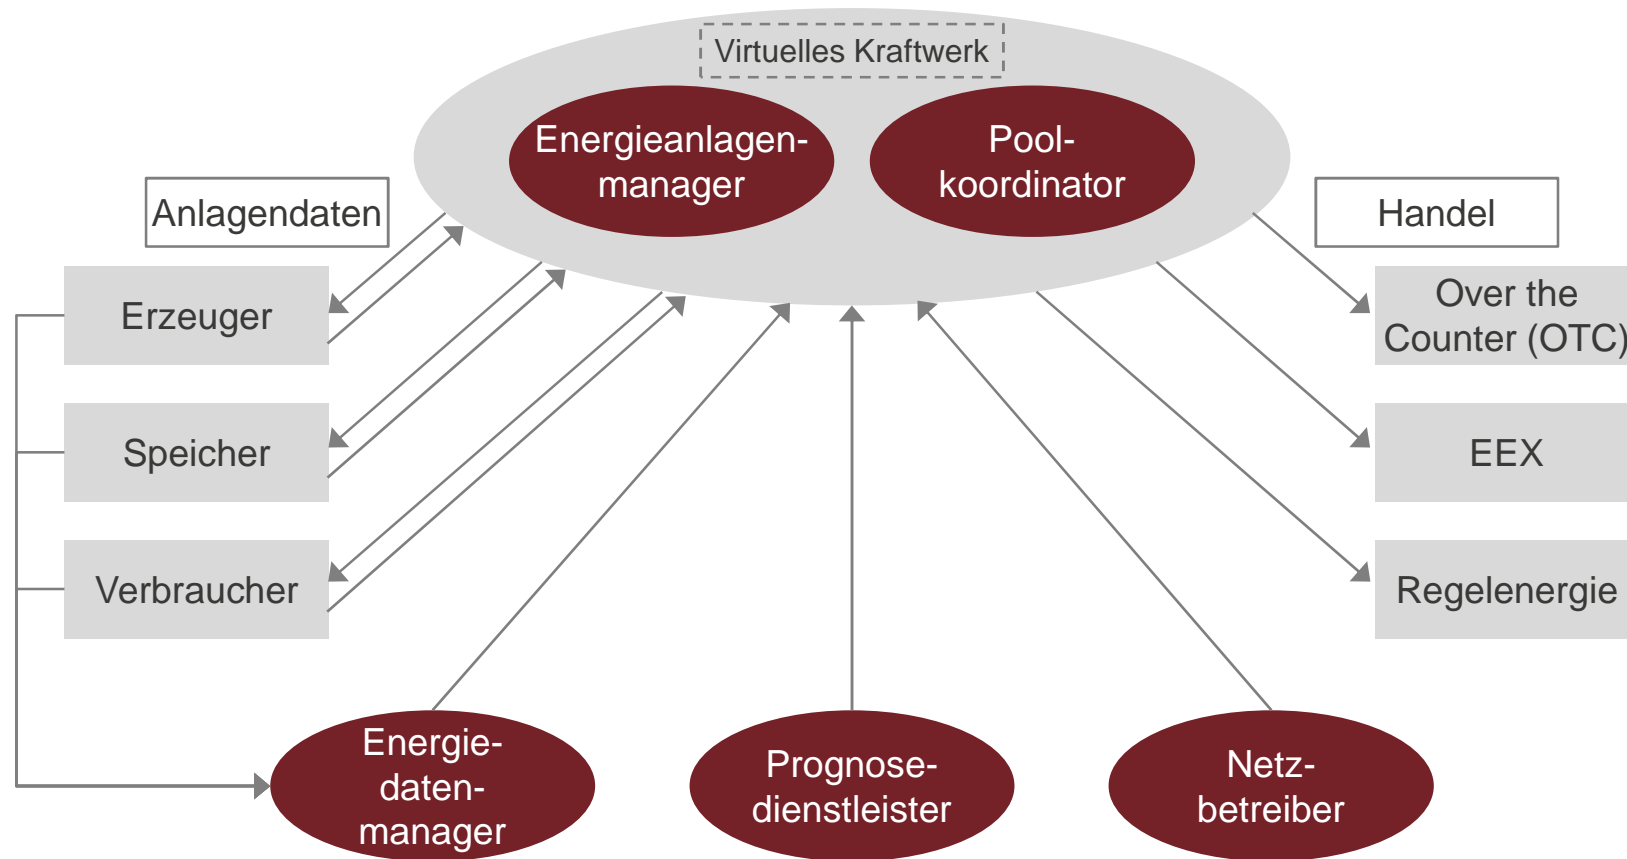 Virtuelles Kraftwerk
Energieanlagen-
manager
Pool-
koordinator
Anlagendaten
Handel
Erzeuger
Over the
Counter (OTC)
Speicher
EEX
Verbraucher
Regelenergie
Energie-
daten-
manager
Prognose-
dienstleister
Netz-
betreiber